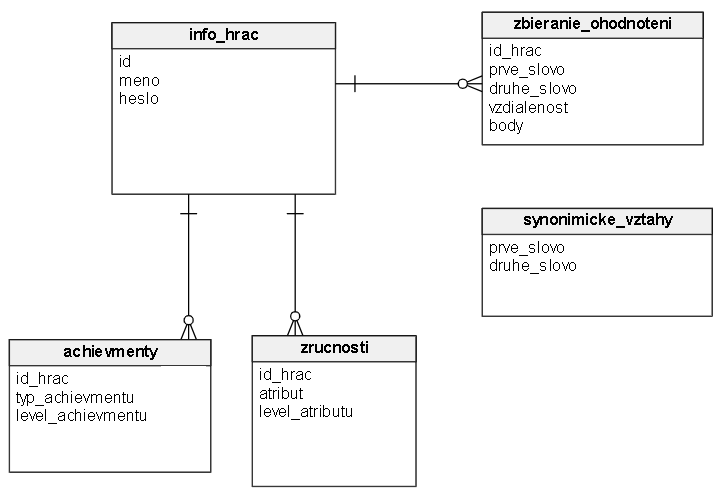 info_hrac
id
meno
heslo
zbieranie_ohodnoteni
id_hrac
prve_slovo
druhe_slovo
vzdialenost
body
synonimicke_vztahy
prve_slovo
druhe_slovo
achievmenty
id_hrac
typ_achievmentu
level_achievmentu
zrucnosti
id_hrac
atribut
level_atributu